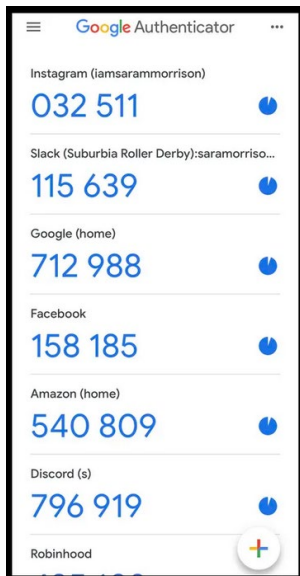 Google Authenticator
Instagram (iamsarammorrison)
032 511
Slack (Suburbia Roller Derby):saramorriso...
115 639
Google (home)
712 988
Facebook
158 185
Amazon (home)
540 809
Discord (s)
796 919
Robinhood